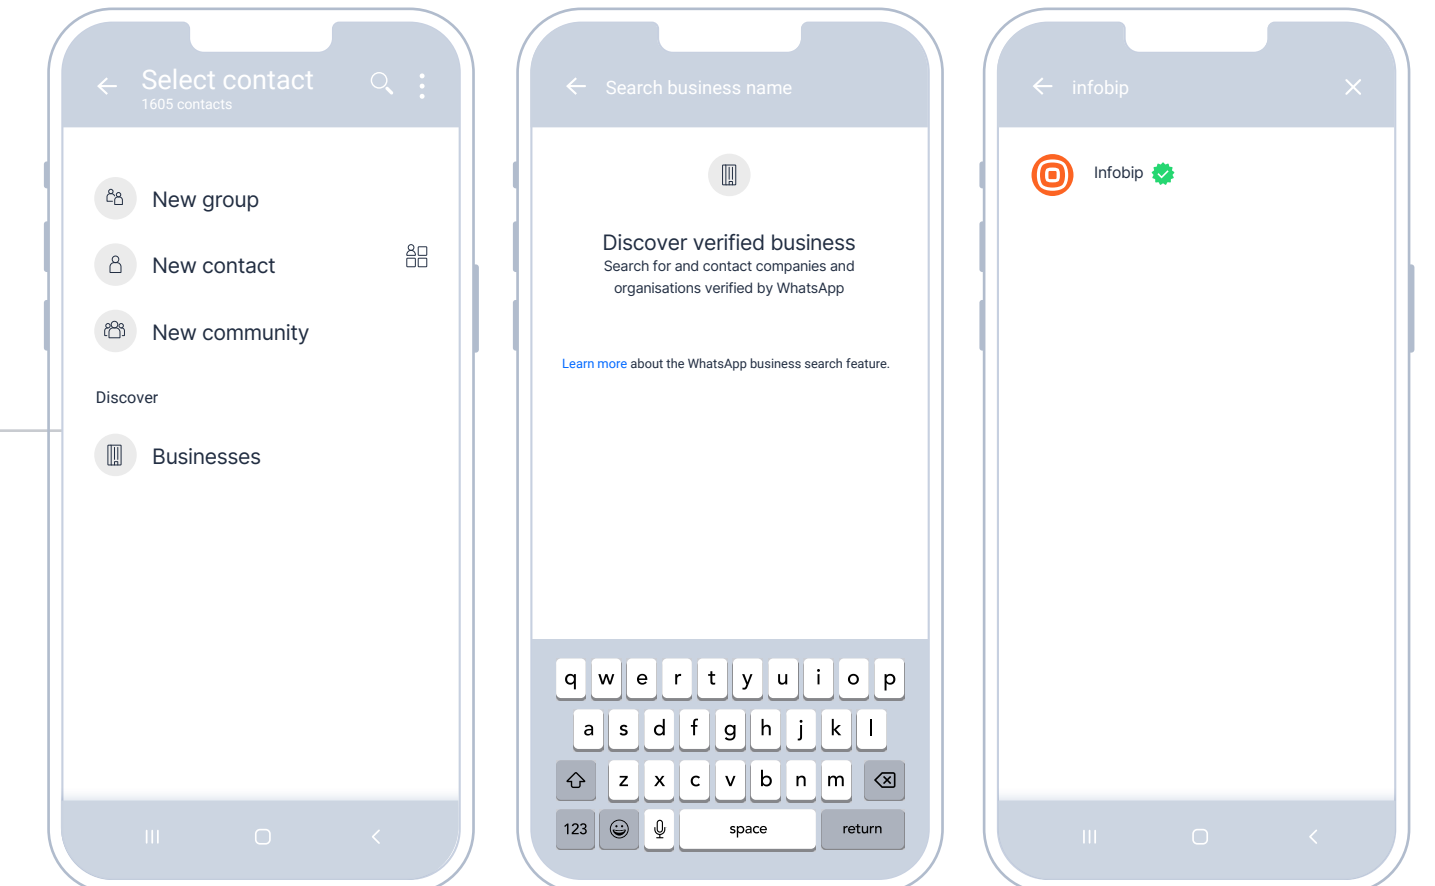 Select contact
1605 contacts
New group
New contact
New community
Discover
Businesses
Search business name
Discover verified business
Search for and contact companies and
organisations verified by WhatsApp
Learn more about the WhatsApp business search feature.
q w e r t y u i o p
a s d f g h j k l
z x c v b n m
123 space return
infobip
Infobip